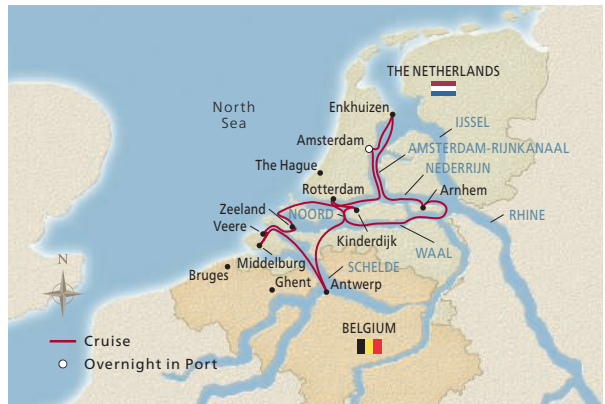 THE NETHERLANDS
North
Sea
Enkhuizen
IJSSEL
Amsterdam
AMSTERDAM-RIJNKANAAL
The Hague
NEDERRIJN
Rotterdam
Arnhem
Zeeland
NOORD
RHINE
Veere
Kinderdijk
WAAL
Middelburg
SCHELDE
Bruges
Ghent
Antwerp
N
BELGIUM
Cruise
Overnight in Port